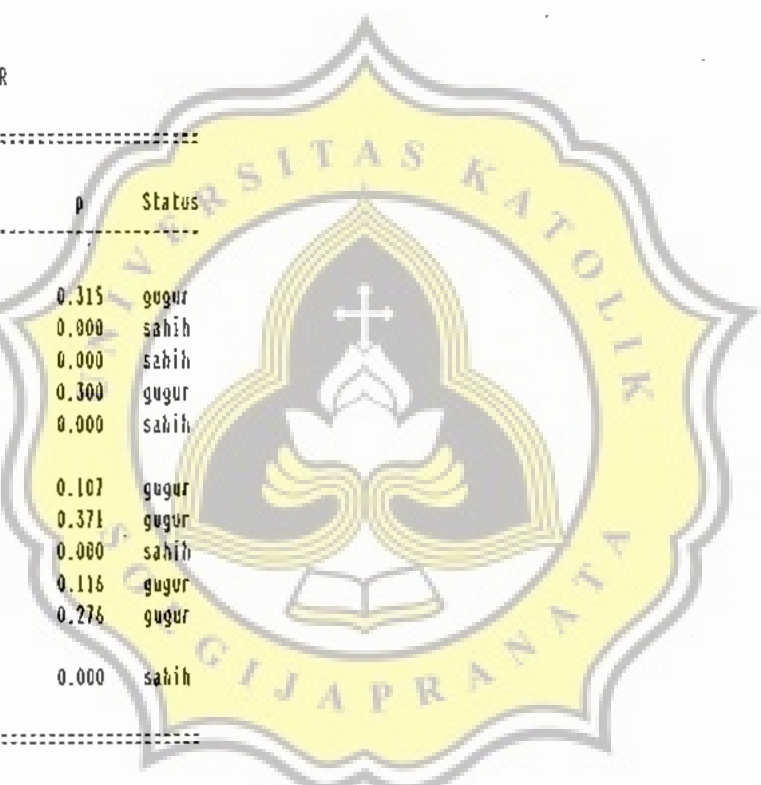 R
p Status
0.315 gugur
0.000 sahih
0.000 sahih
0.300 gugur
0.000 sahih
0.107 gugur
0.371 gugur
0.000 sahih
0.116 gugur
0.276 gugur
0.000 sahih
UNIVERSITAS KATOLIK
SOEGIJAPRANATA